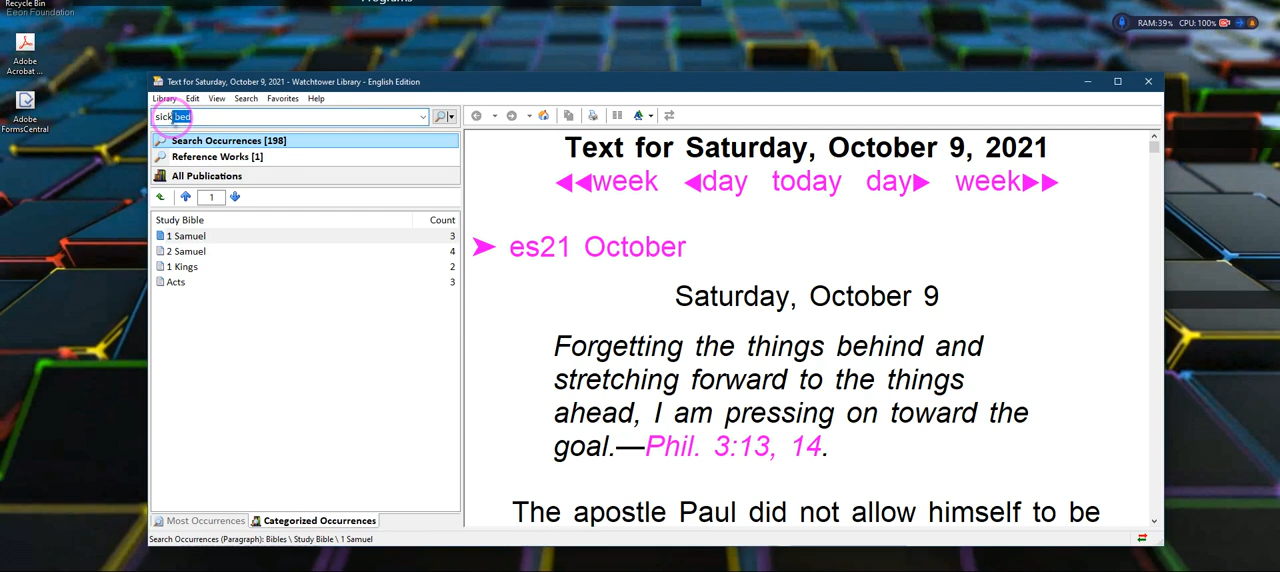 Programs
Recycle Bin
Eeon Foundation
Adobe
Acrobat ...
Adobe
FormsCentral
RAM:39% CPU:100%
Text for Saturday, October 9, 2021 - Watchtower Library - English Edition
Library Edit View Search Favorites Help
sick bed
Search Occurrences [198]
Reference Works [1]
All Publications
1
Study Bible Count
1 Samuel 3
2 Samuel 4
1 Kings 2
Acts 3
Most Occurrences Categorized Occurrences
Search Occurrences (Paragraph): Bibles \ Study Bible \ 1 Samuel
Text for Saturday, October 9, 2021
◀◀week ◀day today day▶ week▶▶
➤ es21 October
Saturday, October 9
Forgetting the things behind and
stretching forward to the things
ahead, I am pressing on toward the
goal.—Phil. 3:13, 14.
The apostle Paul did not allow himself to be